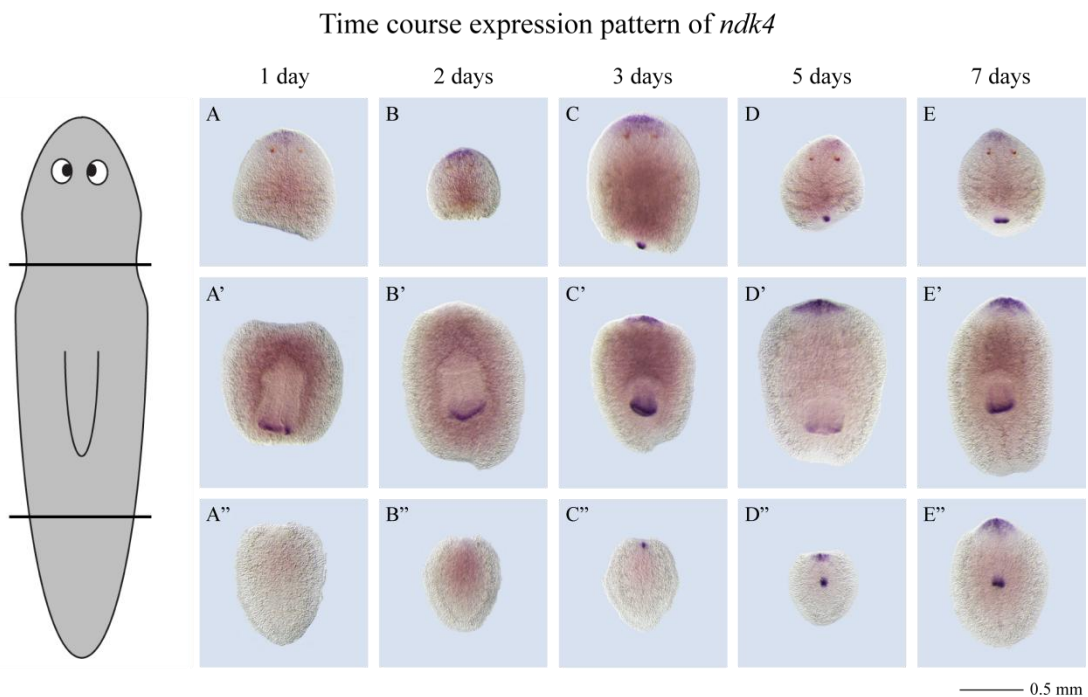 Time course expression pattern of ndk4
1 day 2 days 3 days 5 days 7 days
A B C D E
A’ B’ C’ D’ E’
A” B” C” D” E”
0.5 mm